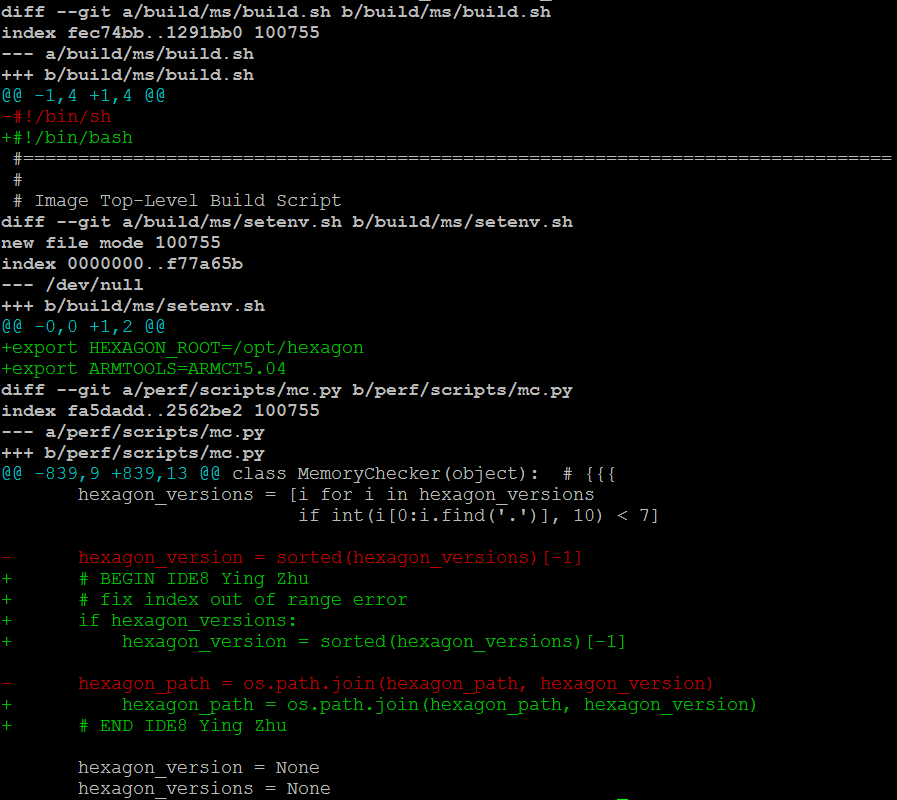 diff --git a/build/ms/build.sh b/build/ms/build.sh
index fec74bb..1291bb0 100755
--- a/build/ms/build.sh
+++ b/build/ms/build.sh
@@ -1,4 +1,4 @@
-#!/bin/sh
+#!/bin/bash
 #===============================================================================
 #
 # Image Top-Level Build Script
diff --git a/build/ms/setenv.sh b/build/ms/setenv.sh
new file mode 100755
index 0000000..f77a65b
--- /dev/null
+++ b/build/ms/setenv.sh
@@ -0,0 +1,2 @@
+export HEXAGON_ROOT=/opt/hexagon
+export ARMTOOLS=ARMCT5.04
diff --git a/perf/scripts/mc.py b/perf/scripts/mc.py
index fa5dadd..2562be2 100755
--- a/perf/scripts/mc.py
+++ b/perf/scripts/mc.py
@@ -839,9 +839,13 @@ class MemoryChecker(object):  # {{{
       hexagon_versions = [i for i in hexagon_versions
                           if int(i[0:i.find('.')], 10) < 7]
-      hexagon_version = sorted(hexagon_versions)[-1]
+      # BEGIN IDE8 Ying Zhu
+      # fix index out of range error
+      if hexagon_versions:
+          hexagon_version = sorted(hexagon_versions)[-1]
-      hexagon_path = os.path.join(hexagon_path, hexagon_version)
+          hexagon_path = os.path.join(hexagon_path, hexagon_version)
+      # END IDE8 Ying Zhu
       hexagon_version = None
       hexagon_versions = None